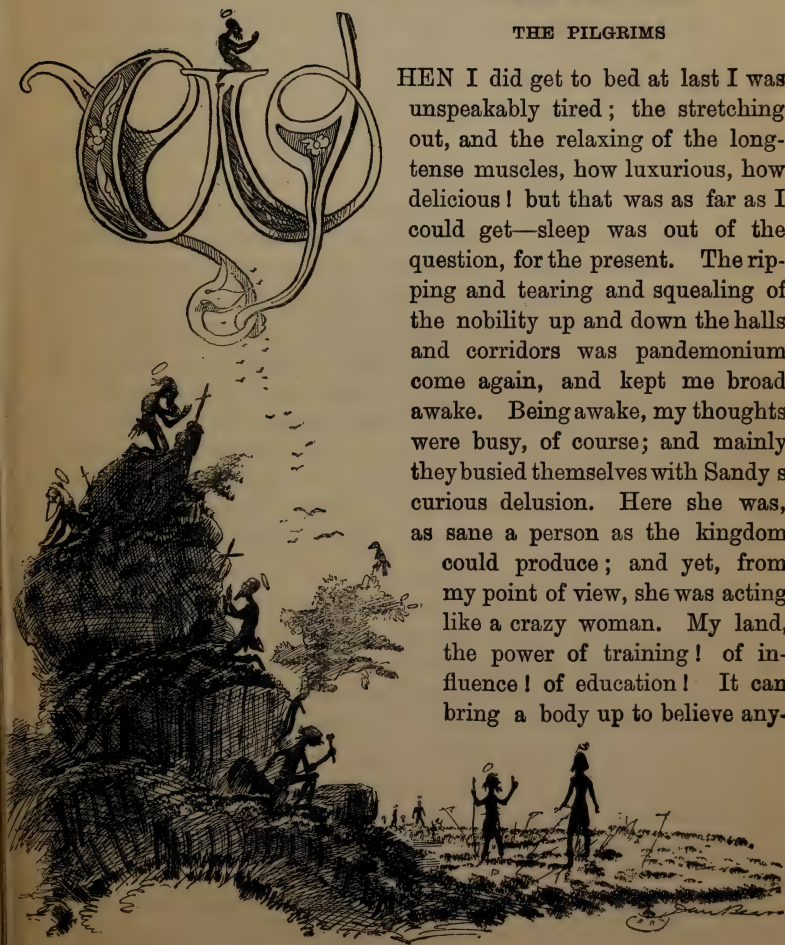 THE PILGRIMS
WHEN I did get to bed at last I was
unspeakably tired; the stretching
out, and the relaxing of the long-
tense muscles, how luxurious, how
delicious! but that was as far as I
could get—sleep was out of the
question, for the present. The rip-
ping and tearing and squealing of
the nobility up and down the halls
and corridors was pandemonium
come again, and kept me broad
awake. Being awake, my thoughts
were busy, of course; and mainly
they busied themselves with Sandy s
curious delusion. Here she was,
as sane a person as the kingdom
could produce; and yet, from
my point of view, she was acting
like a crazy woman. My land,
the power of training! of in-
fluence! of education! It can
bring a body up to believe any-
Dan Beard